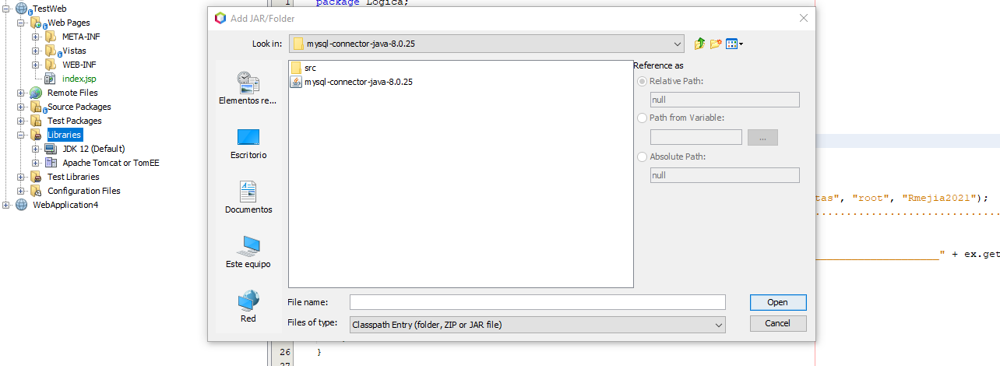 TestWeb
Web Pages
META-INF
Vistas
WEB-INF
index.jsp
Remote Files
Source Packages
Test Packages
Libraries
JDK 12 (Default)
Apache Tomcat or TomEE
Test Libraries
Configuration Files
WebApplication4
1
package Logica;
Add JAR/Folder
Look in:
mysql-connector-java-8.0.25
Elementos re...
Escritorio
Documentos
Este equipo
Red
src
mysql-connector-java-8.0.25
Reference as
Relative Path:
null
Path from Variable:
...
Absolute Path:
null
File name:
Open
Files of type:
Classpath Entry (folder, ZIP or JAR file)
Cancel
tas", "root", "Rmejia2021");
" + ex.get
26
}
27